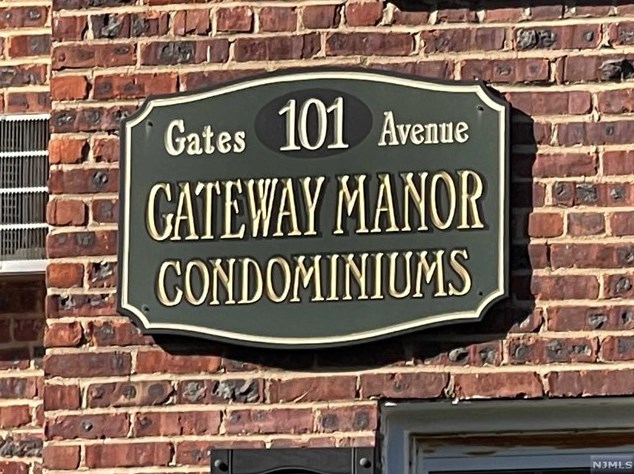 Gates 101 Avenue
GATEWAY MANOR
CONDOMINIUMS
NJMLS